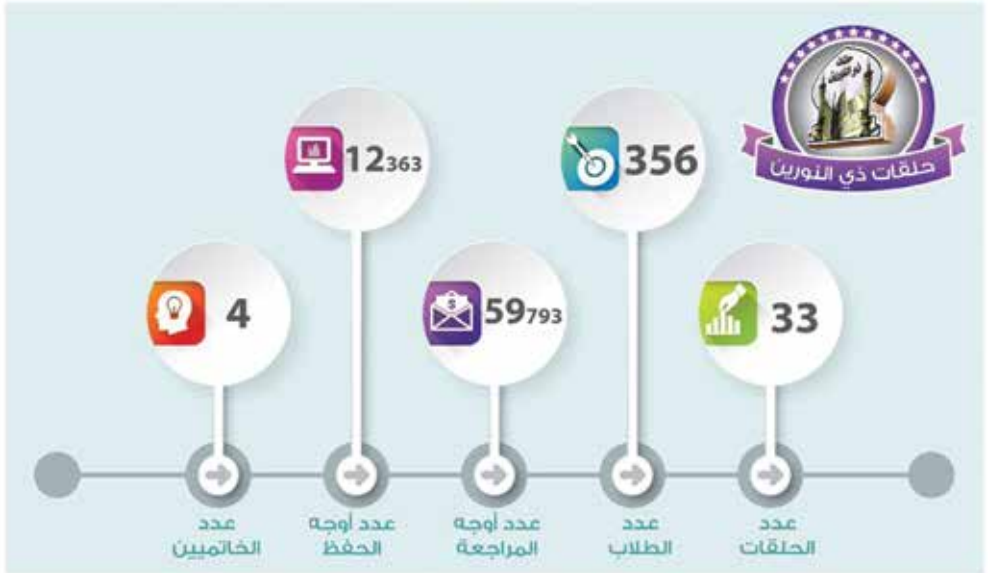 حلقات ذي النورين
356
12363
33
59793
4
عدد
الحلقات
عدد
الطلاب
عدد أوجه
المراجعة
عدد أوجه
الحفظ
عدد
الخاتميين